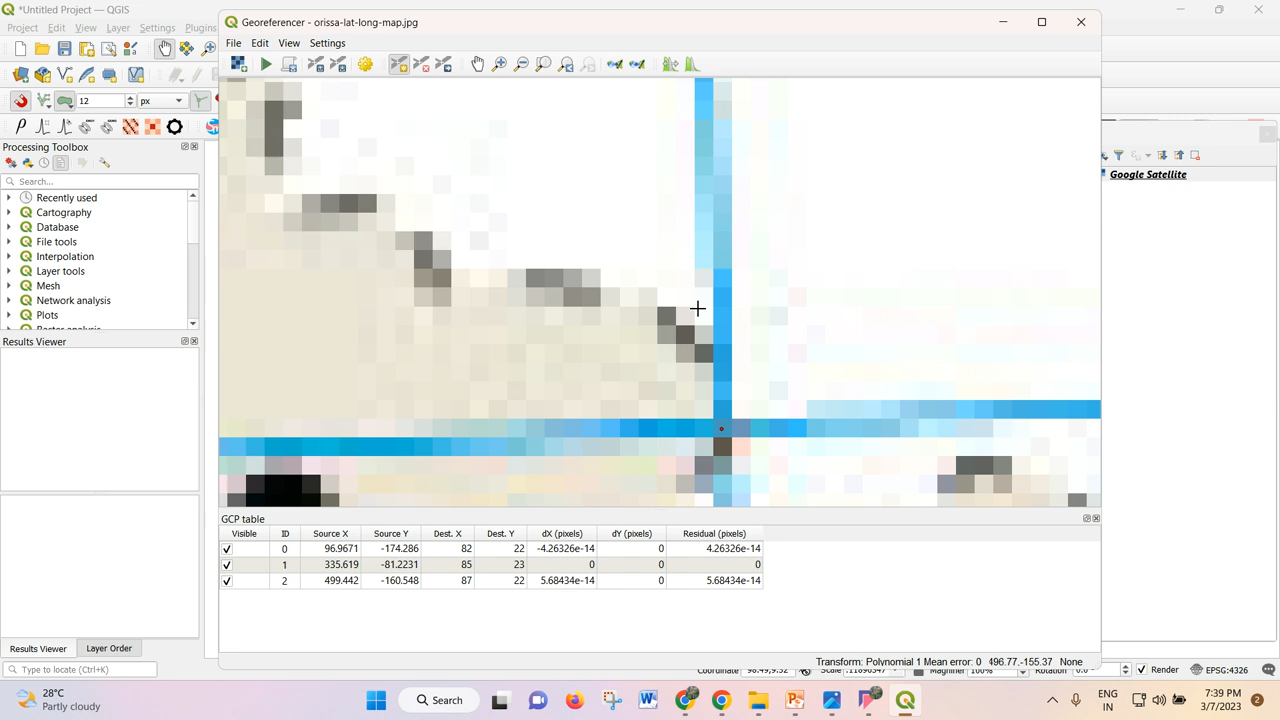 *Untitled Project — QGIS
Project Edit View Layer Settings Plugins
12 px
Processing Toolbox
Search...
Recently used
Cartography
Database
File tools
Interpolation
Layer tools
Mesh
Network analysis
Plots
Results Viewer
Results Viewer Layer Order
Type to locate (Ctrl+K)
Georeferencer - orissa-lat-long-map.jpg
File Edit View Settings
GCP table
Visible ID Source X Source Y Dest. X Dest. Y dX (pixels) dY (pixels) Residual (pixels)
0 96.9671 -174.286 82 22 -4.26326e-14 0 4.26326e-14
1 335.619 -81.2231 85 23 0 0 0
2 499.442 -160.548 87 22 5.68434e-14 0 5.68434e-14
Transform: Polynomial 1 Mean error: 0 496.77,-155.37 None
Google Satellite
Coordinate
Magnifier 100%
Render EPSG:4326
28°C
Partly cloudy
Search
ENG
IN
7:39 PM
3/7/2023
2